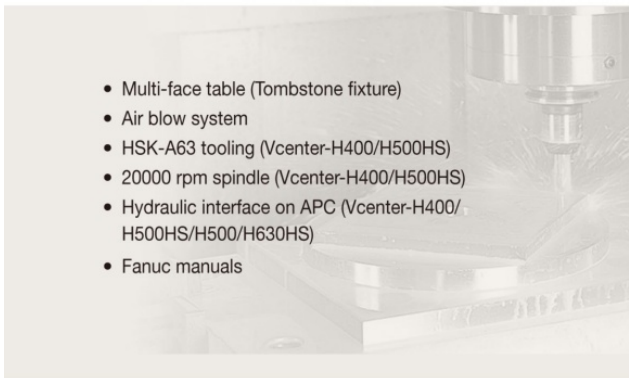 • Multi-face table (Tombstone fixture)
• Air blow system
• HSK-A63 tooling (Vcenter-H400/H500HS)
• 20000 rpm spindle (Vcenter-H400/H500HS)
• Hydraulic interface on APC (Vcenter-H400/
H500HS/H500/H630HS)
• Fanuc manuals